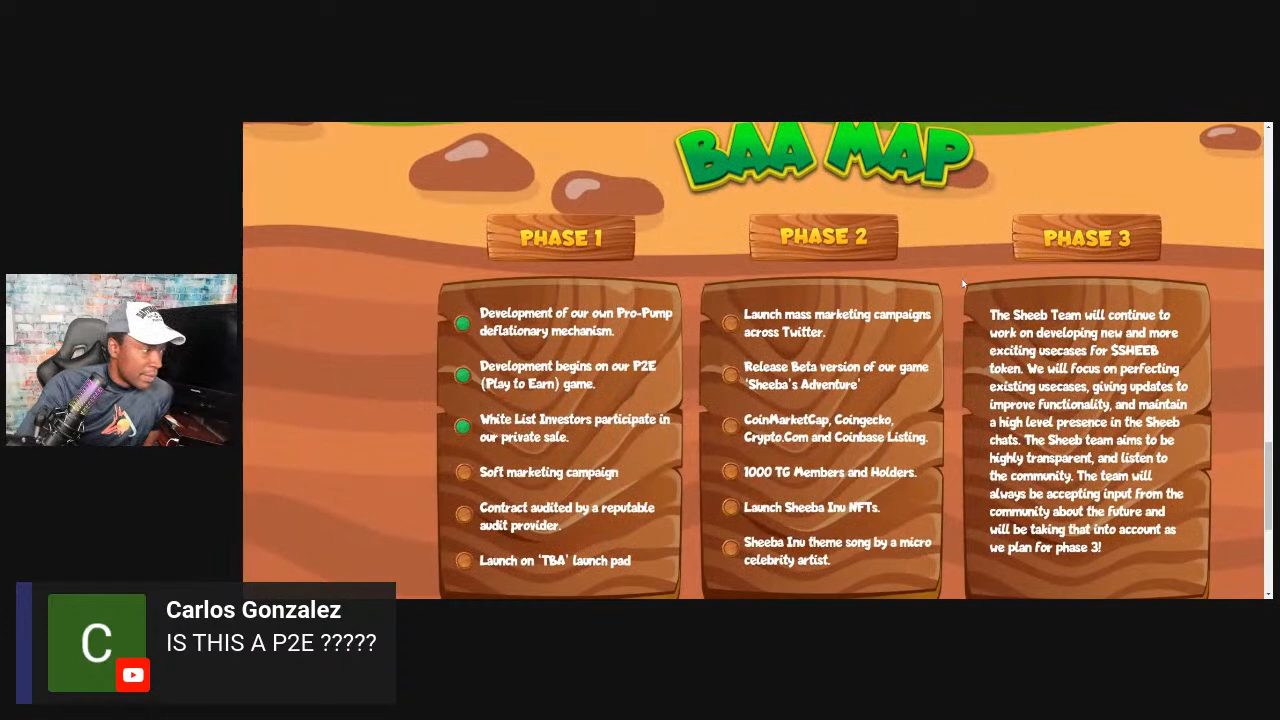 BAA MAP
PHASE 1
Development of our own Pro-Pump
deflationary mechanism.
Development begins on our P2E
(Play to Earn) game.
White List Investors participate in
our private sale.
Soft marketing campaign
Contract audited by a reputable
audit provider.
Launch on 'TBA' launch pad
PHASE 2
Launch mass marketing campaigns
across Twitter.
Release Beta version of our game
'Sheeba's Adventure'
CoinMarketCap, Coingecko,
Crypto.Com and Coinbase Listing.
1000 TG Members and Holders.
Launch Sheeba Inu NFTs.
Sheeba Inu theme song by a micro
celebrity artist.
PHASE 3
The Sheeb Team will continue to
work on developing new and more
exciting usecases for $SHEEB
token. We will focus on perfecting
existing usecases, giving updates to
improve functionality, and maintain
a high level presence in the Sheeb
chats. The Sheeb team aims to be
highly transparent, and listen to
the community. The team will
always be accepting input from the
community about the future and
will be taking that into account as
we plan for phase 3!
C
Carlos Gonzalez
IS THIS A P2E ?????